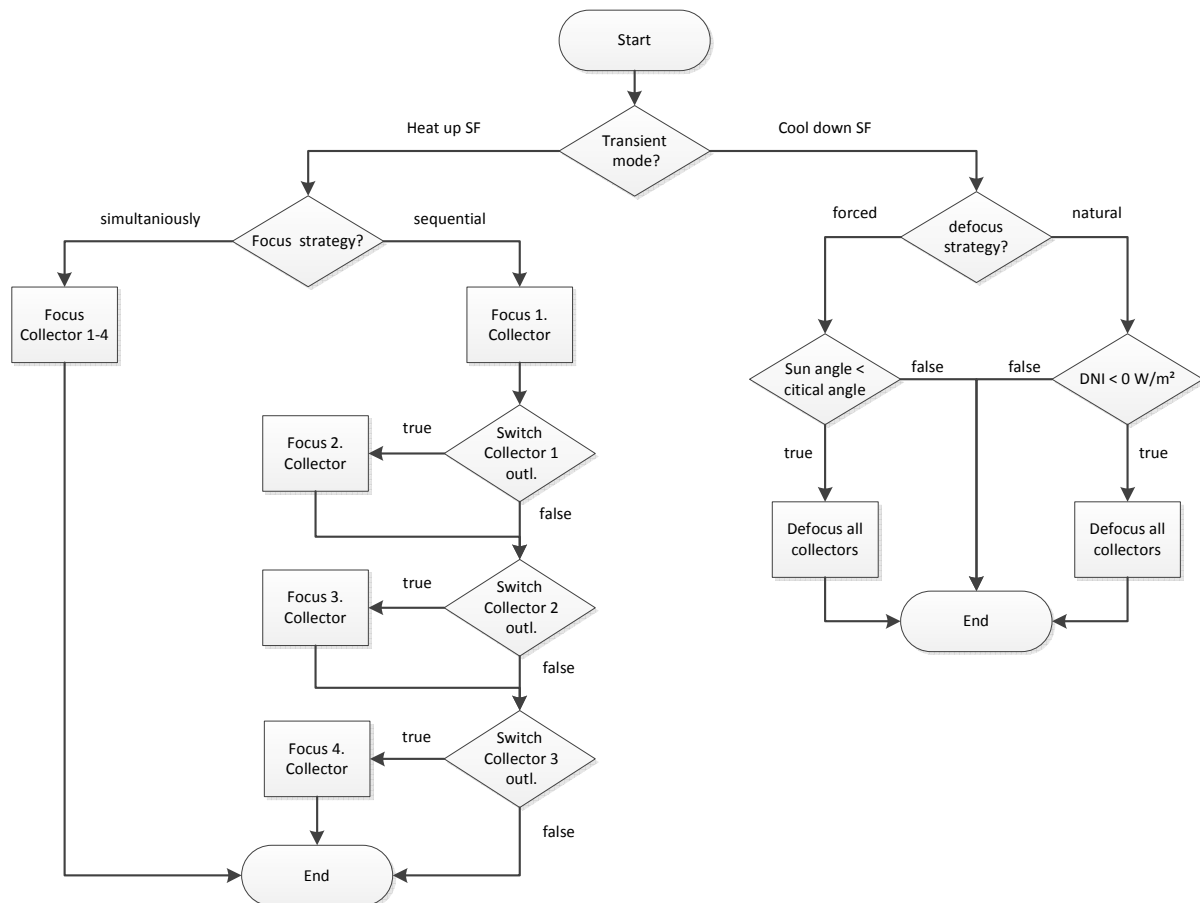 Start
Heat up SF
Transient
mode?
Cool down SF
simultaniously
Focus strategy?
sequential
forced
defocus
strategy?
natural
Focus
Collector 1-4
Focus 1.
Collector
Sun angle <
citical angle
false
false
DNI < 0 W/m²
true
Focus 2.
Collector
true
Switch
Collector 1
outl.
false
true
Defocus all
collectors
Defocus all
collectors
Focus 3.
Collector
true
Switch
Collector 2
outl.
false
End
Focus 4.
Collector
true
Switch
Collector 3
outl.
false
End